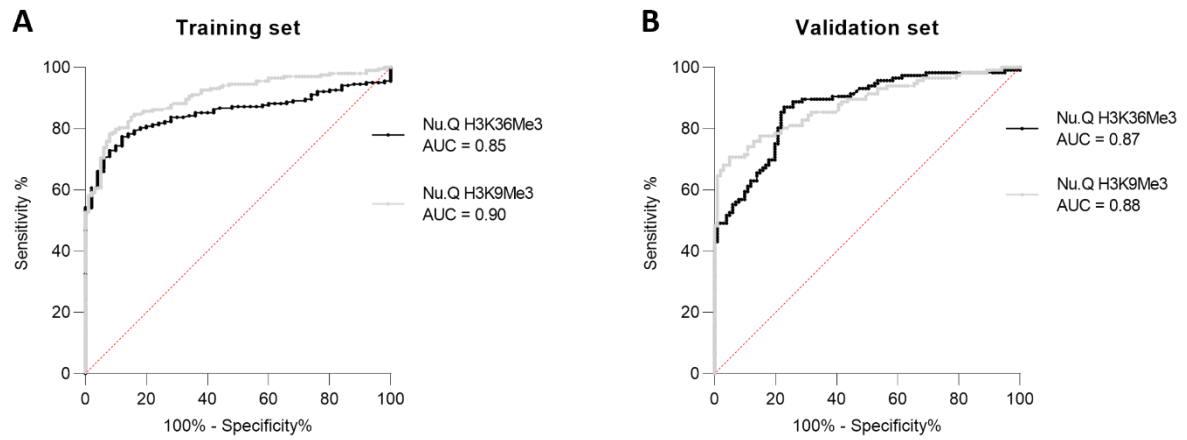 A
Training set
100
80
60
40
20
0
Sensitivity %
0 20 40 60 80 100
100% - Specificity%
Nu.Q H3K36Me3
AUC = 0.85
Nu.Q H3K9Me3
AUC = 0.90
B
Validation set
100
80
60
40
20
0
Sensitivity %
0 20 40 60 80 100
100% - Specificity%
Nu.Q H3K36Me3
AUC = 0.87
Nu.Q H3K9Me3
AUC = 0.88